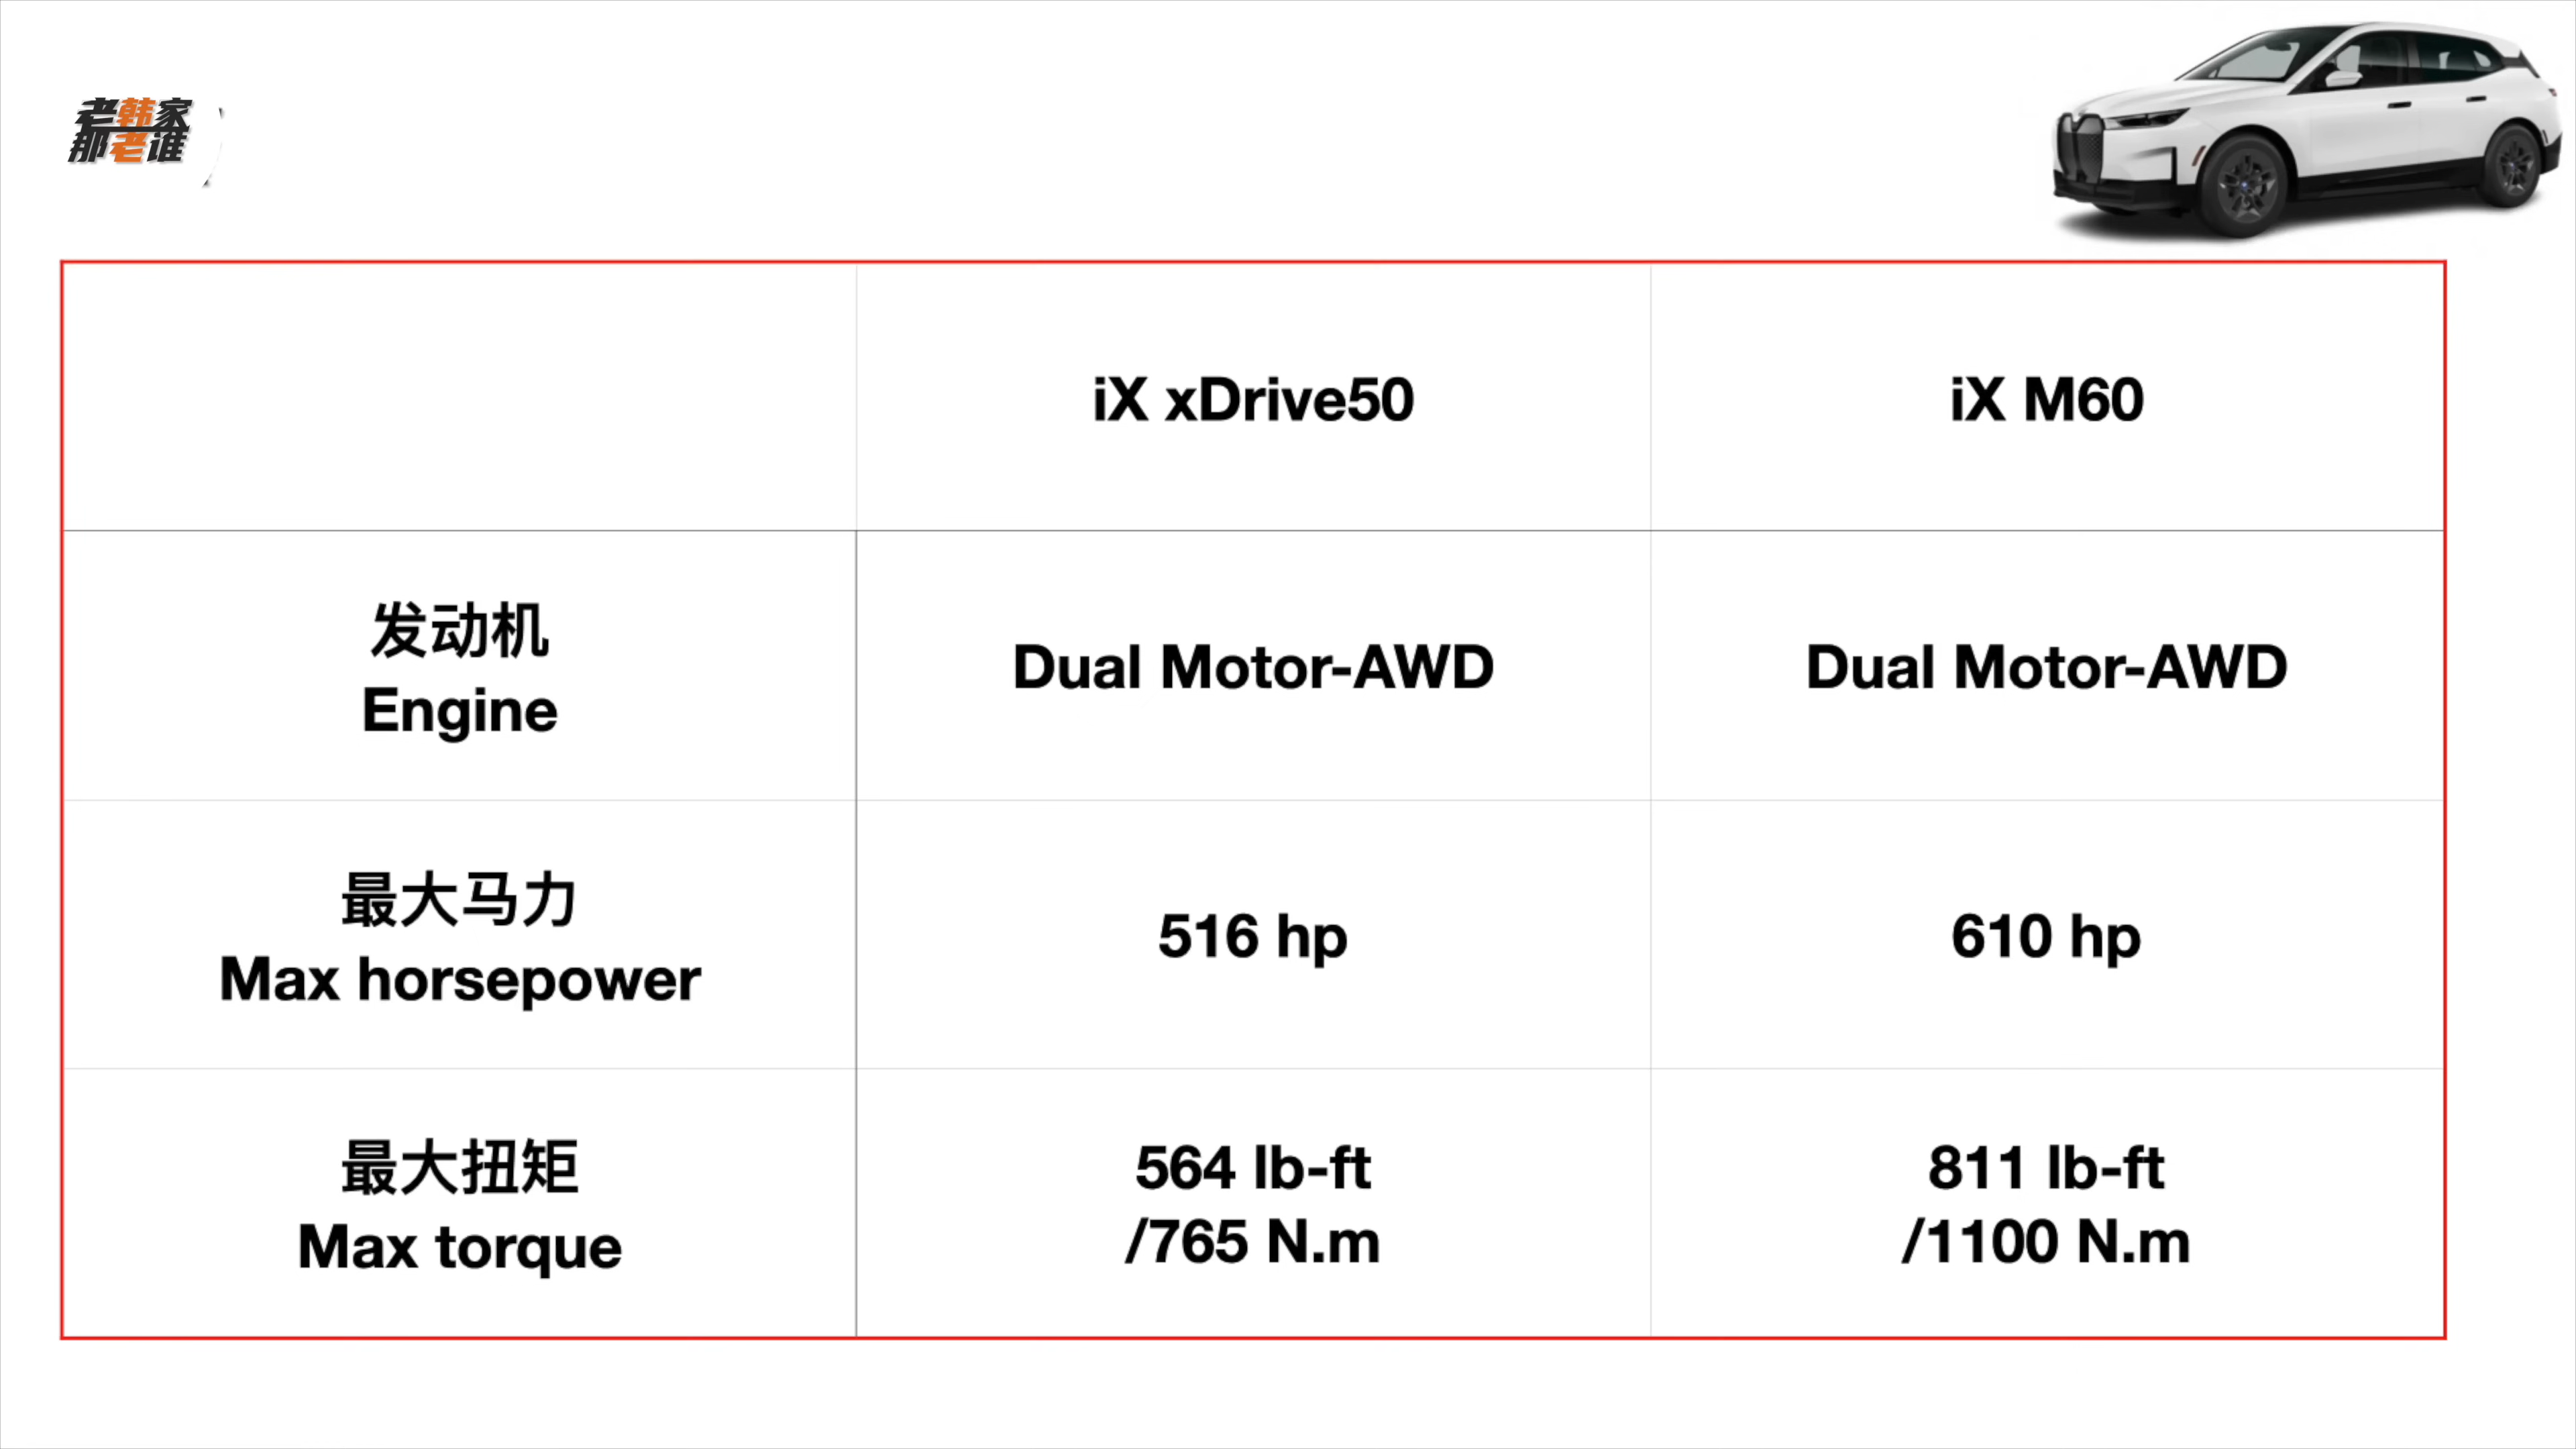 老韩家
那老谁
iX xDrive50
iX M60
发动机
Engine
Dual Motor-AWD
Dual Motor-AWD
最大马力
Max horsepower
516 hp
610 hp
最大扭矩
Max torque
564 lb-ft
/765 N.m
811 lb-ft
/1100 N.m